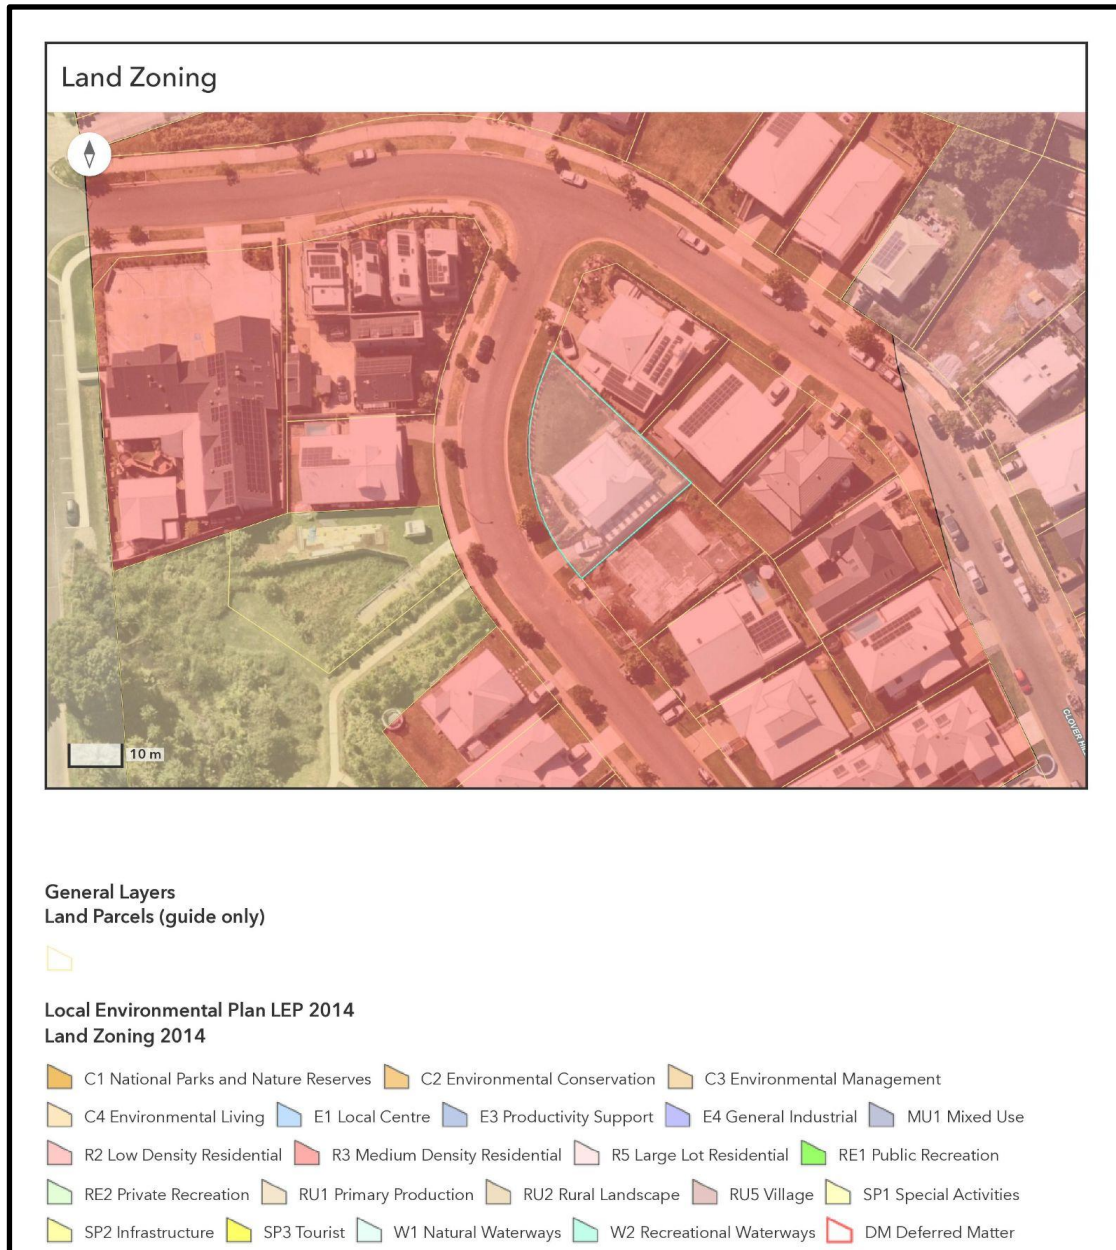 Land Zoning
CLOVER HILL
10 m
General Layers
Land Parcels (guide only)
Local Environmental Plan LEP 2014
Land Zoning 2014
C1 National Parks and Nature Reserves C2 Environmental Conservation C3 Environmental Management
C4 Environmental Living E1 Local Centre E3 Productivity Support E4 General Industrial MU1 Mixed Use
R2 Low Density Residential R3 Medium Density Residential R5 Large Lot Residential RE1 Public Recreation
RE2 Private Recreation RU1 Primary Production RU2 Rural Landscape RU5 Village SP1 Special Activities
SP2 Infrastructure SP3 Tourist W1 Natural Waterways W2 Recreational Waterways DM Deferred Matter